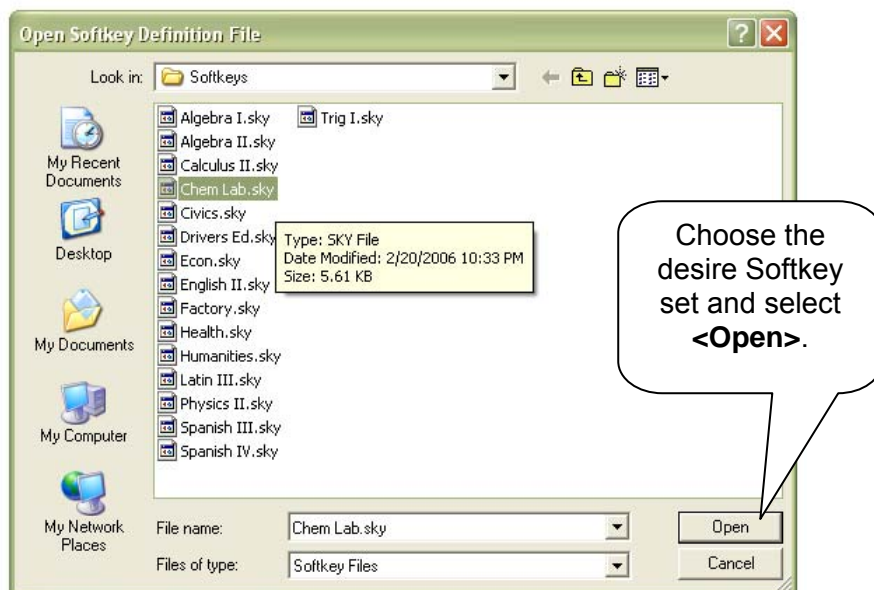 Open Softkey Definition File
Look in: Softkeys
My Recent
Documents
Desktop
My Documents
My Computer
My Network
Places
Algebra I.sky
Algebra II.sky
Calculus II.sky
Chem Lab.sky
Civics.sky
Drivers Ed.sky
Econ.sky
English II.sky
Factory.sky
Health.sky
Humanities.sky
Latin III.sky
Physics II.sky
Spanish III.sky
Spanish IV.sky
Trig I.sky
Type: SKY File
Date Modified: 2/20/2006 10:33 PM
Size: 5.61 KB
Choose the
desire Softkey
set and select
<Open>.
File name: Chem Lab.sky
Open
Files of type: Softkey Files
Cancel